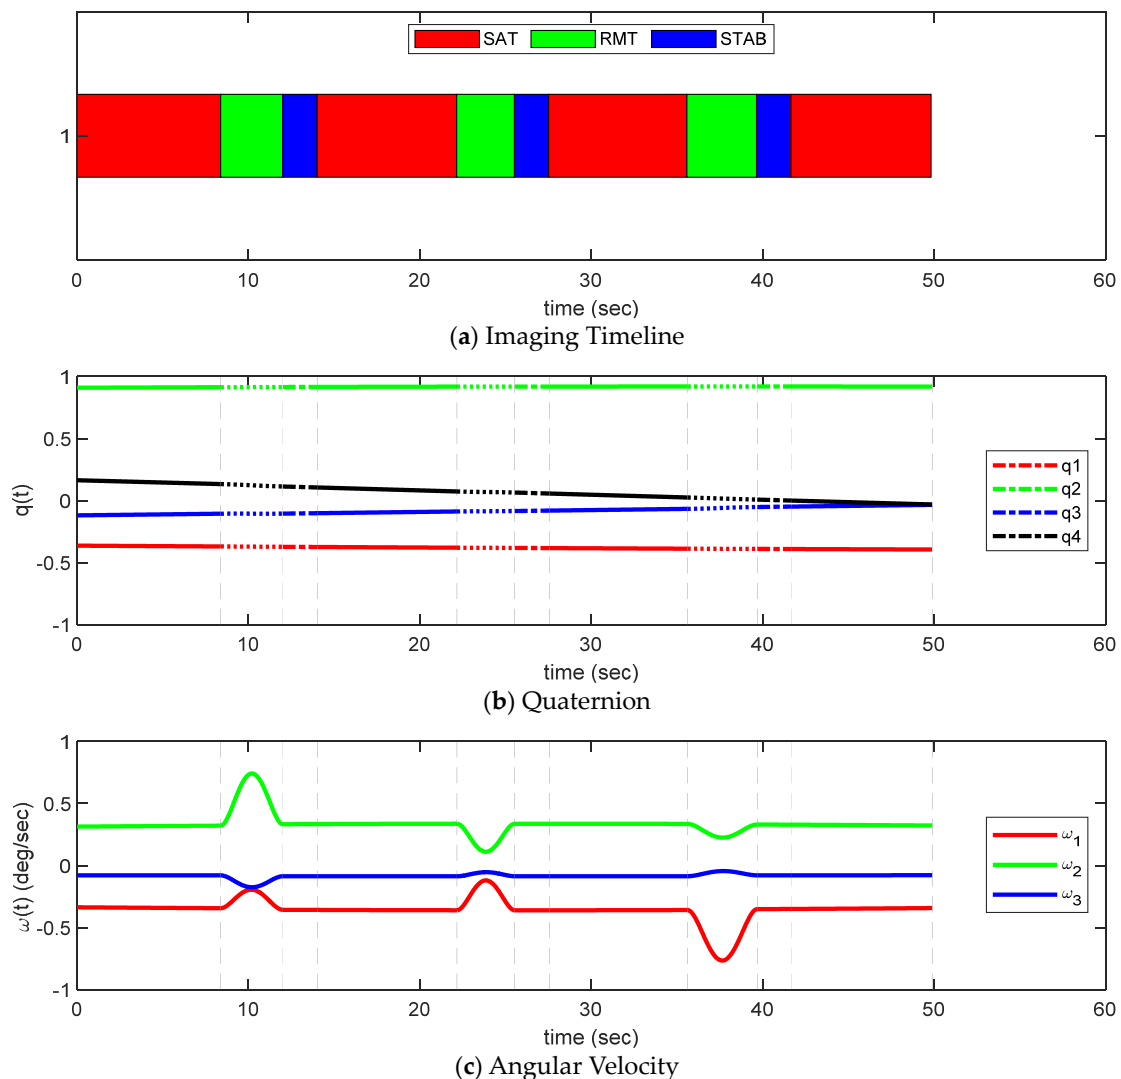 SAT RMT STAB
1
0 10 20 30 40 50 60
time (sec)
(a) Imaging Timeline
1
0.5
0
-0.5
-1
q(t)
q1
q2
q3
q4
0 10 20 30 40 50 60
time (sec)
(b) Quaternion
1
0.5
0
-0.5
-1
ω(t) (deg/sec)
ω1
ω2
ω3
0 10 20 30 40 50 60
time (sec)
(c) Angular Velocity